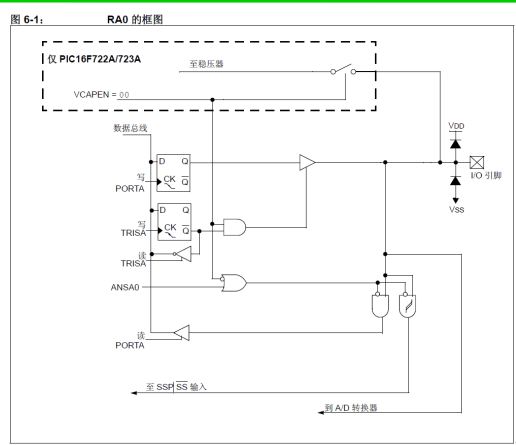 图 6-1: RA0 的框图
仅 PIC16F722A/723A
至稳压器
VCAPEN = 00
数据总线
VDD
D Q
写
PORTA
CK Q
I/O 引脚
VSS
D Q
写
TRISA
CK Q
读
TRISA
ANSA0
读
PORTA
至 SSP SS 输入
到 A/D 转换器